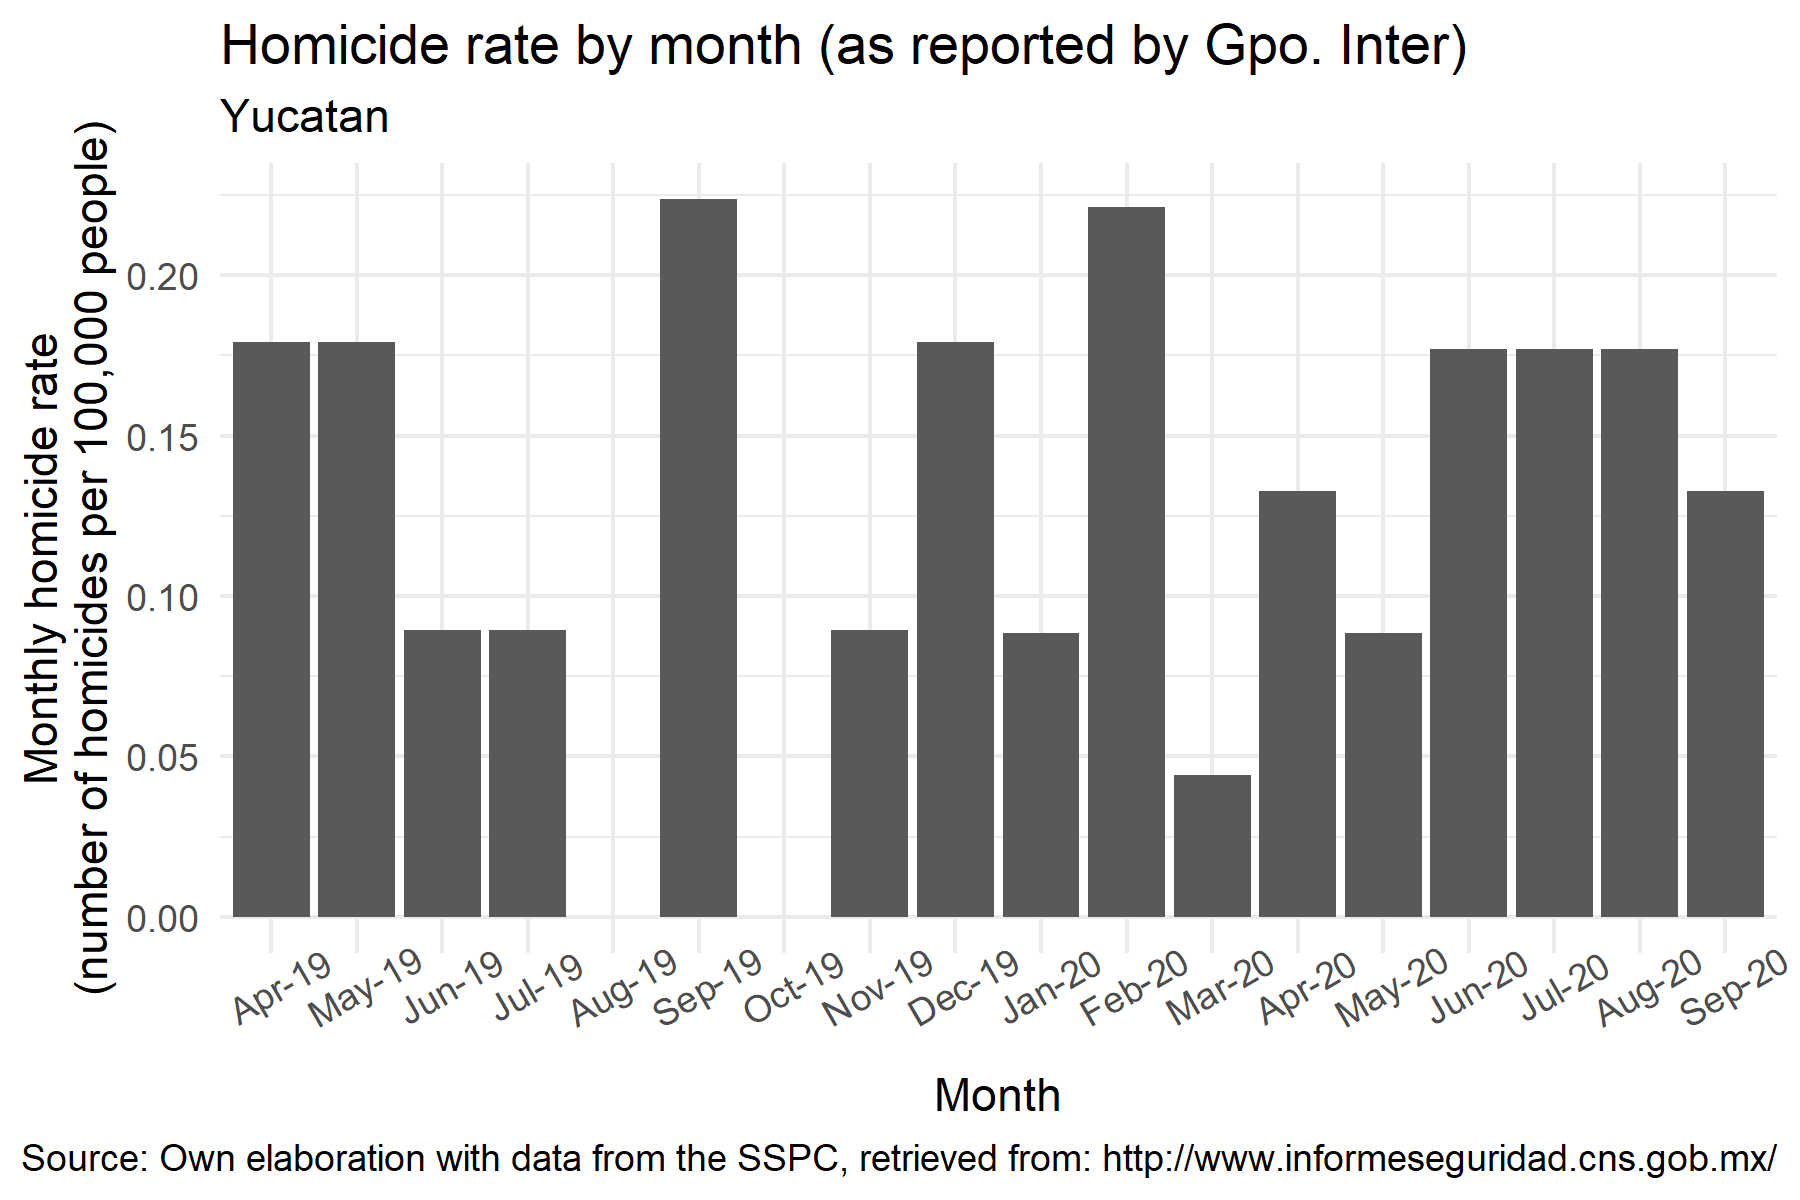 Homicide rate by month (as reported by Gpo. Inter)
Yucatan
Monthly homicide rate
(number of homicides per 100,000 people)
0.20
0.15
0.10
0.05
0.00
Apr-19
May-19
Jun-19
Jul-19
Aug-19
Sep-19
Oct-19
Nov-19
Dec-19
Jan-20
Feb-20
Mar-20
Apr-20
May-20
Jun-20
Jul-20
Aug-20
Sep-20
Month
Source: Own elaboration with data from the SSPC, retrieved from: http://www.informeseguridad.cns.gob.mx/